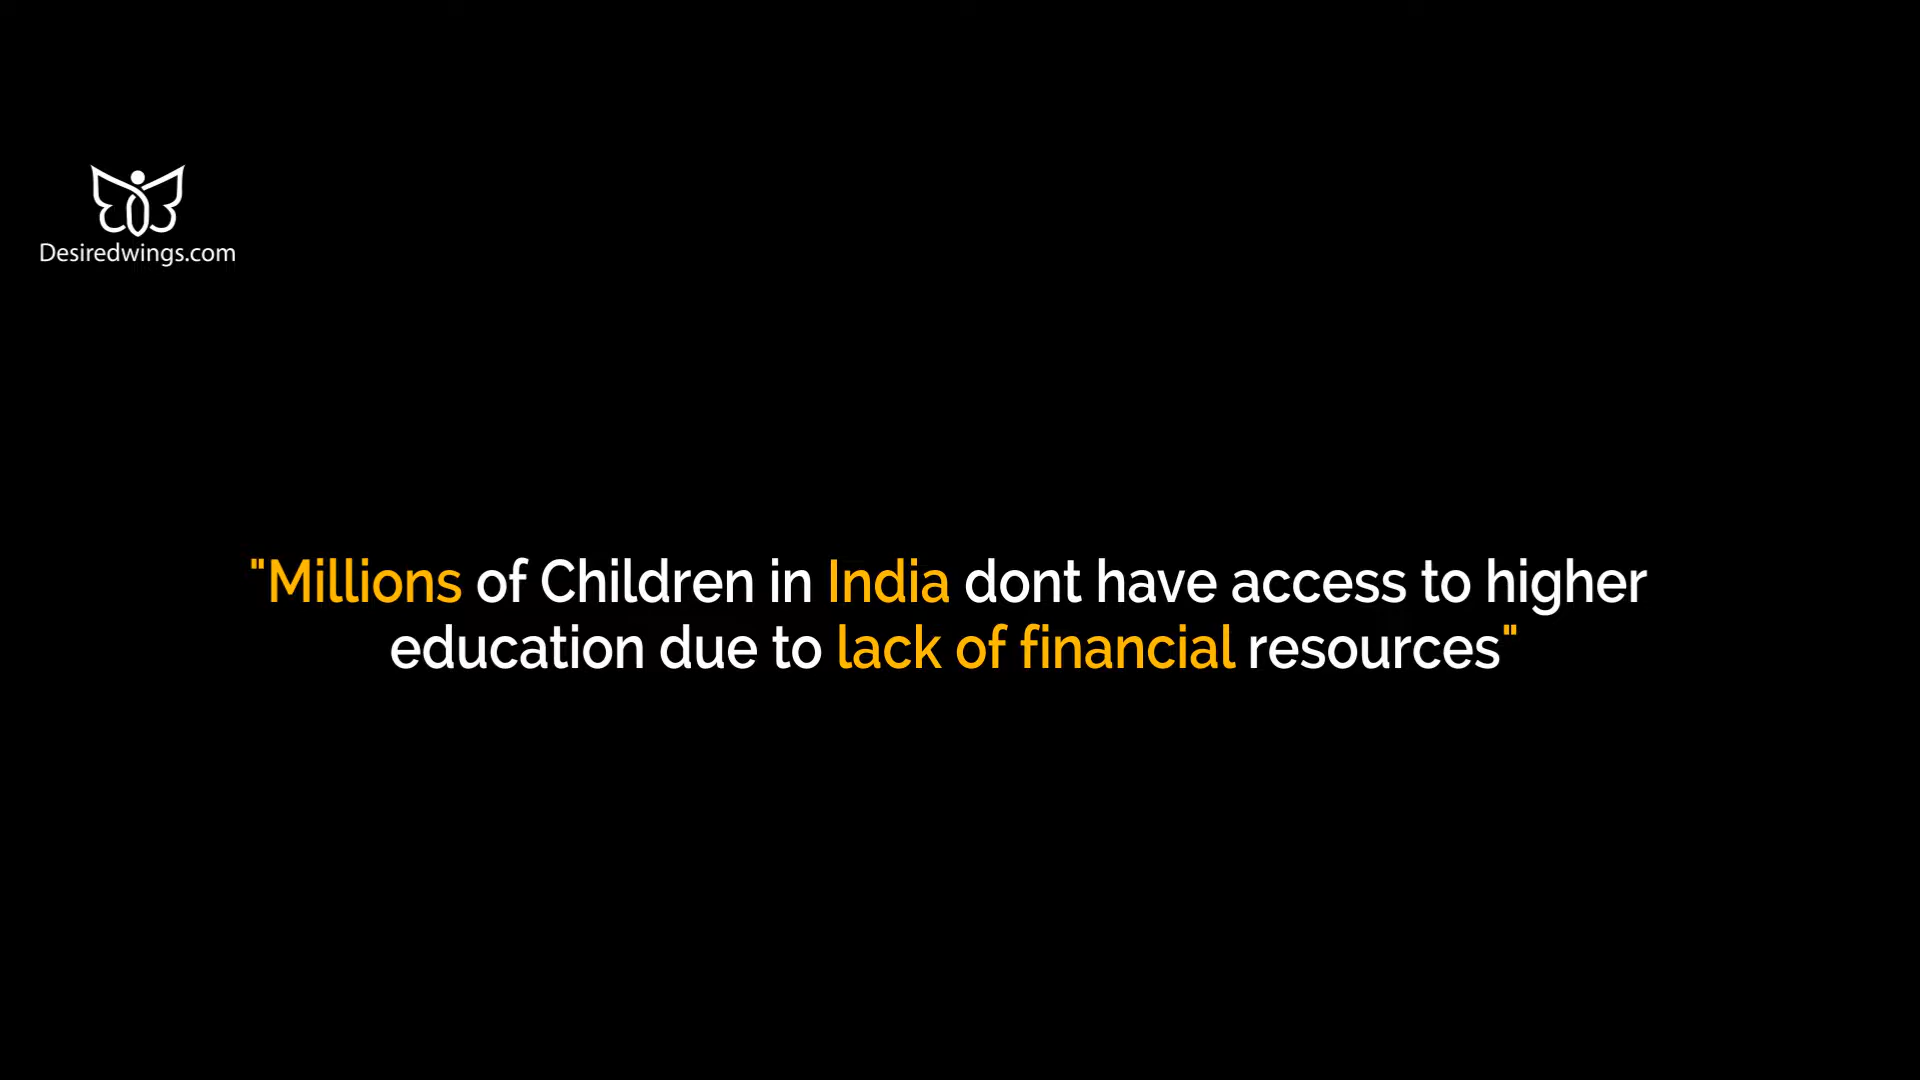 Desiredwings.com
"Millions of Children in India dont have access to higher
education due to lack of financial resources"